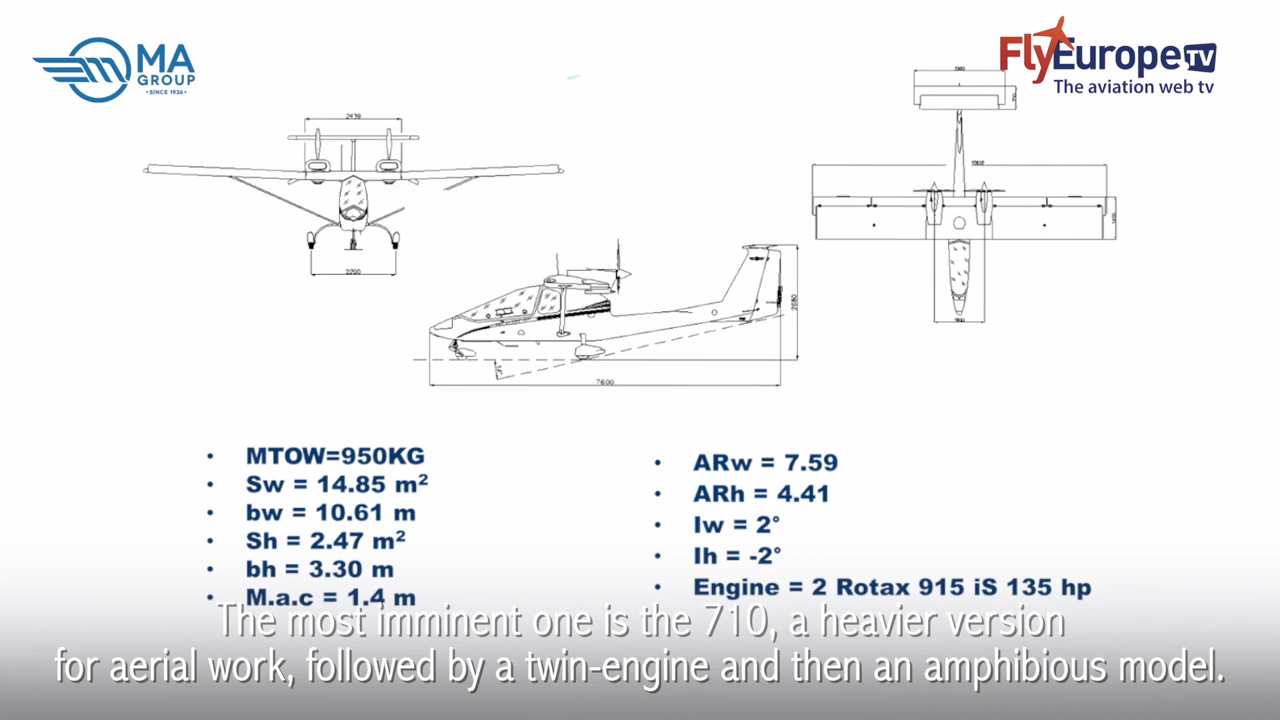 MA
GROUP
• SINCE 1936 •
FlyEurope TV
The aviation web tv
2200
7600
2680
• MTOW=950KG
• Sw = 14.85 m²
• bw = 10.61 m
• Sh = 2.47 m²
• bh = 3.30 m
• M.a.c = 1.4 m
• ARw = 7.59
• ARh = 4.41
• Iw = 2°
• Ih = -2°
• Engine = 2 Rotax 915 iS 135 hp
The most imminent one is the 710, a heavier version
for aerial work, followed by a twin-engine and then an amphibious model.